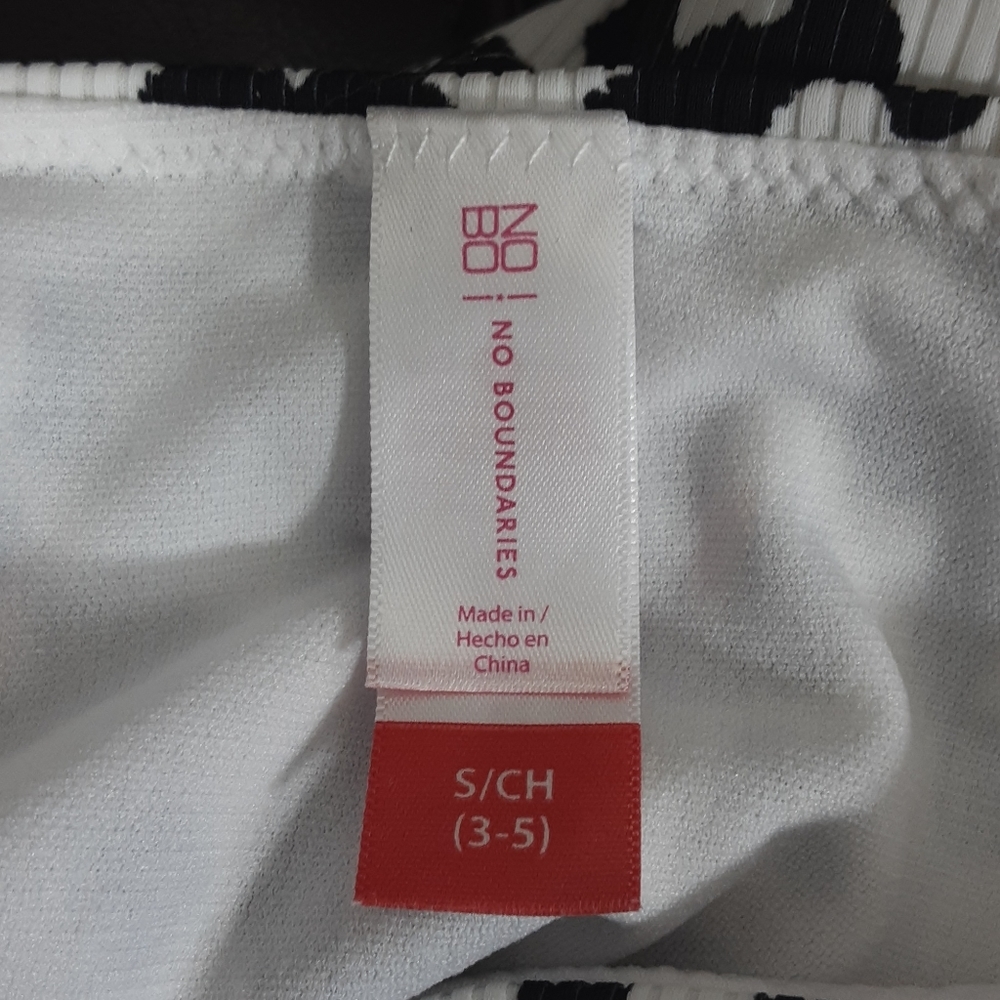 NO
BO
NO BOUNDARIES
Made in /
Hecho en
China
S/CH
(3-5)